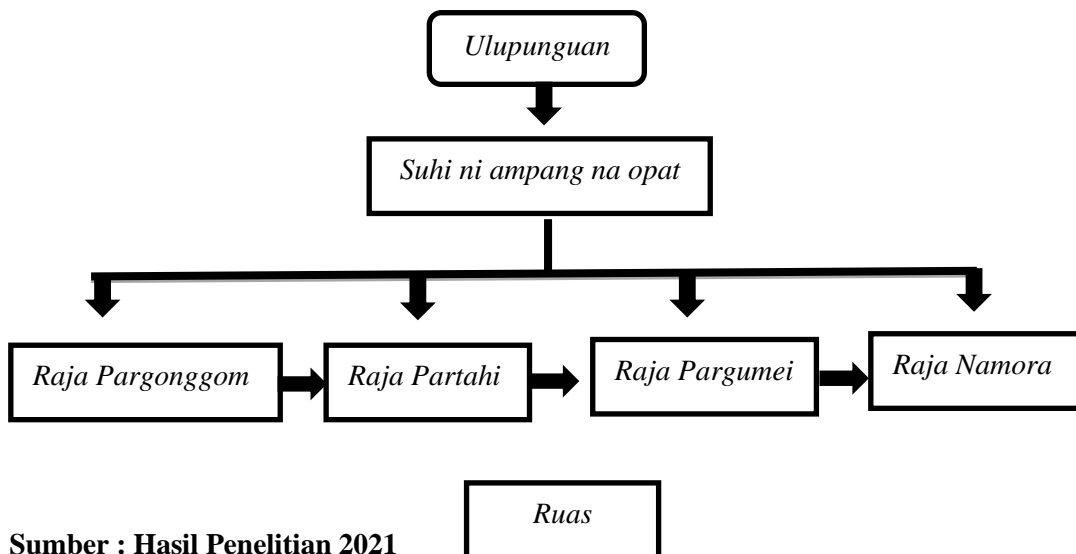 Ulupunguan
Suhi ni ampang na opat
Raja Pargonggom
Raja Partahi
Raja Pargumei
Raja Namora
Ruas
Sumber : Hasil Penelitian 2021